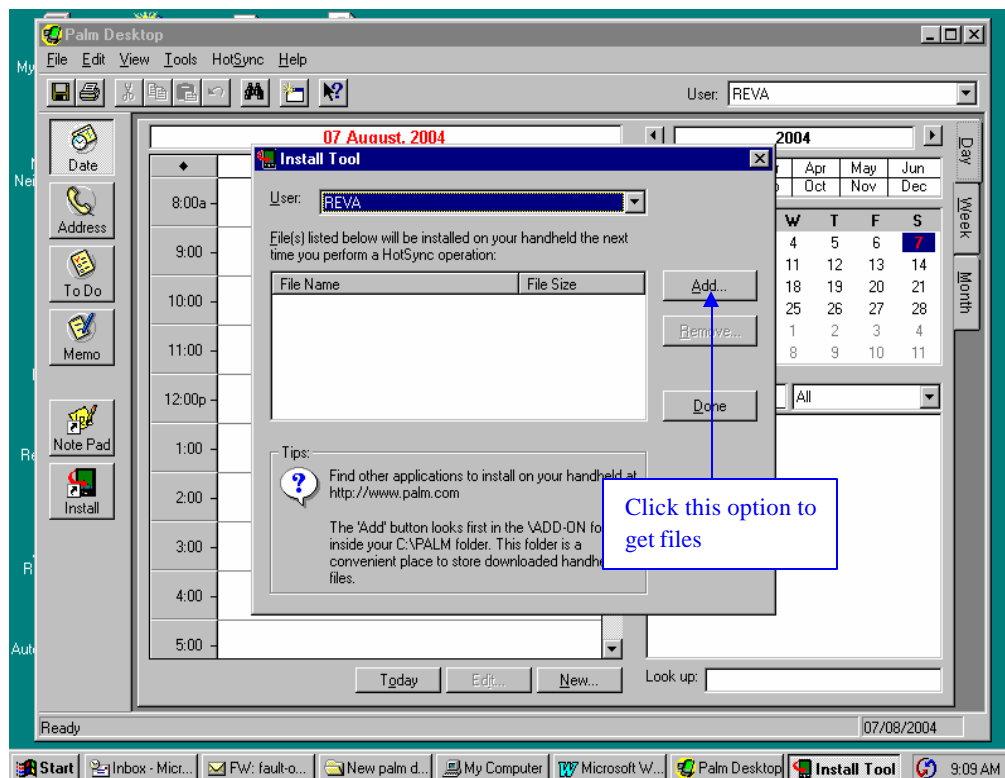 Palm Desktop
My
File Edit View Tools HotSync Help
User: REVA
07 August, 2004
2004
Day
Week
Month
Date
Address
To Do
Memo
Note Pad
Install
Nei
Re
R
Aut
Apr May Jun
Oct Nov Dec
W T F S
4 5 6 7
11 12 13 14
18 19 20 21
25 26 27 28
1 2 3 4
8 9 10 11
All
8:00a
9:00
10:00
11:00
12:00p
1:00
2:00
3:00
4:00
5:00
Install Tool
User: REVA
File(s) listed below will be installed on your handheld the next
time you perform a HotSync operation:
File Name File Size
Add...
Remove...
Done
Tips:
Find other applications to install on your handheld at
http://www.palm.com
The 'Add' button looks first in the \ADD-ON fo
inside your C:\PALM folder. This folder is a
convenient place to store downloaded handhe
files.
Click this option to
get files
Today Edit... New... Look up:
Ready 07/08/2004
Start Inbox - Micr... FW: fault-o... New palm d... My Computer Microsoft W... Palm Desktop Install Tool 9:09 AM